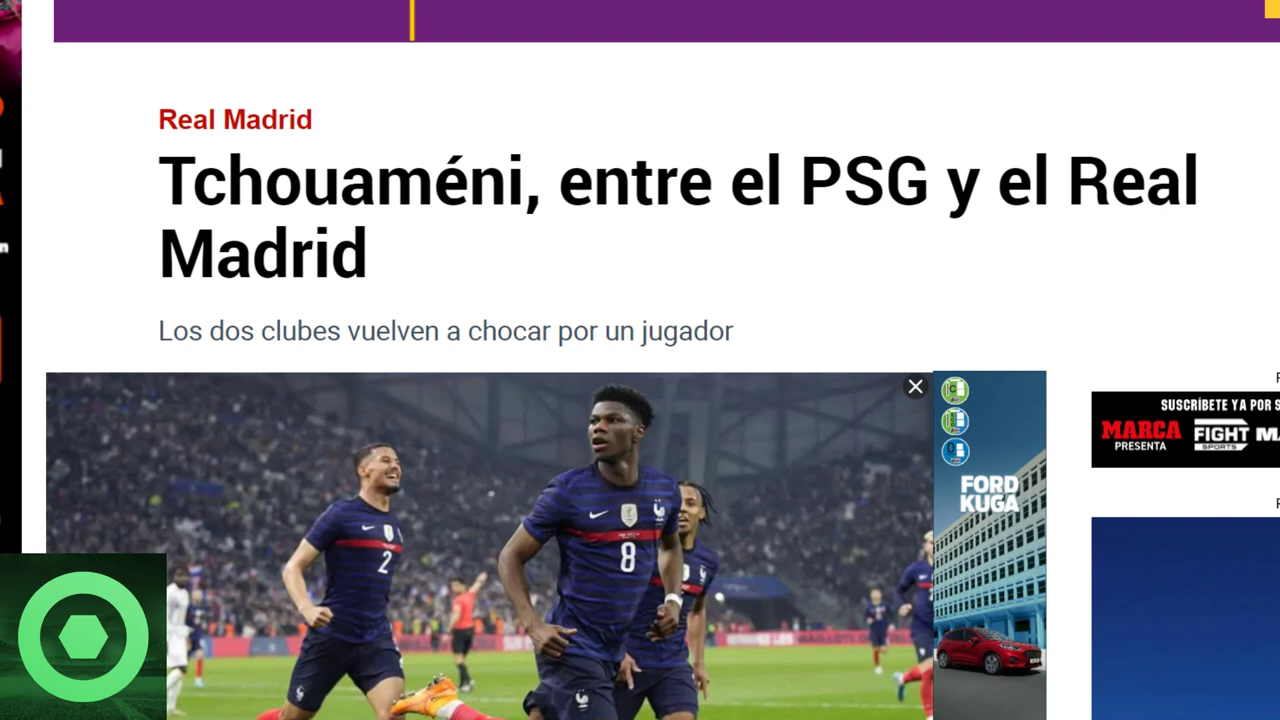 Real Madrid
Tchouaméni, entre el PSG y el Real
Madrid
Los dos clubes vuelven a chocar por un jugador
FORD
KUGA
SUSCRÍBETE YA POR S
MARCA
PRESENTA
FIGHT
SPORTS
MA
2
8